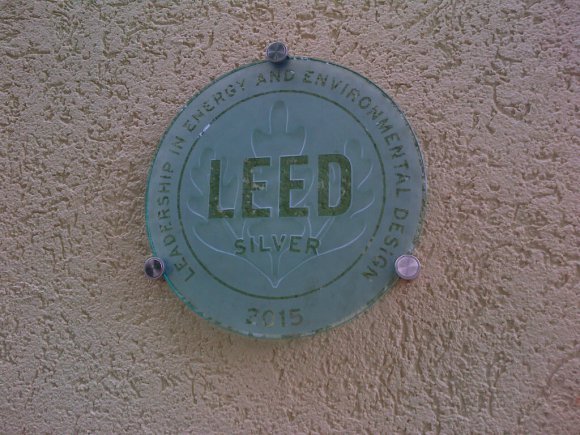 LEADERSHIP IN ENERGY AND ENVIRONMENTAL DESIGN
LEED
SILVER
2015